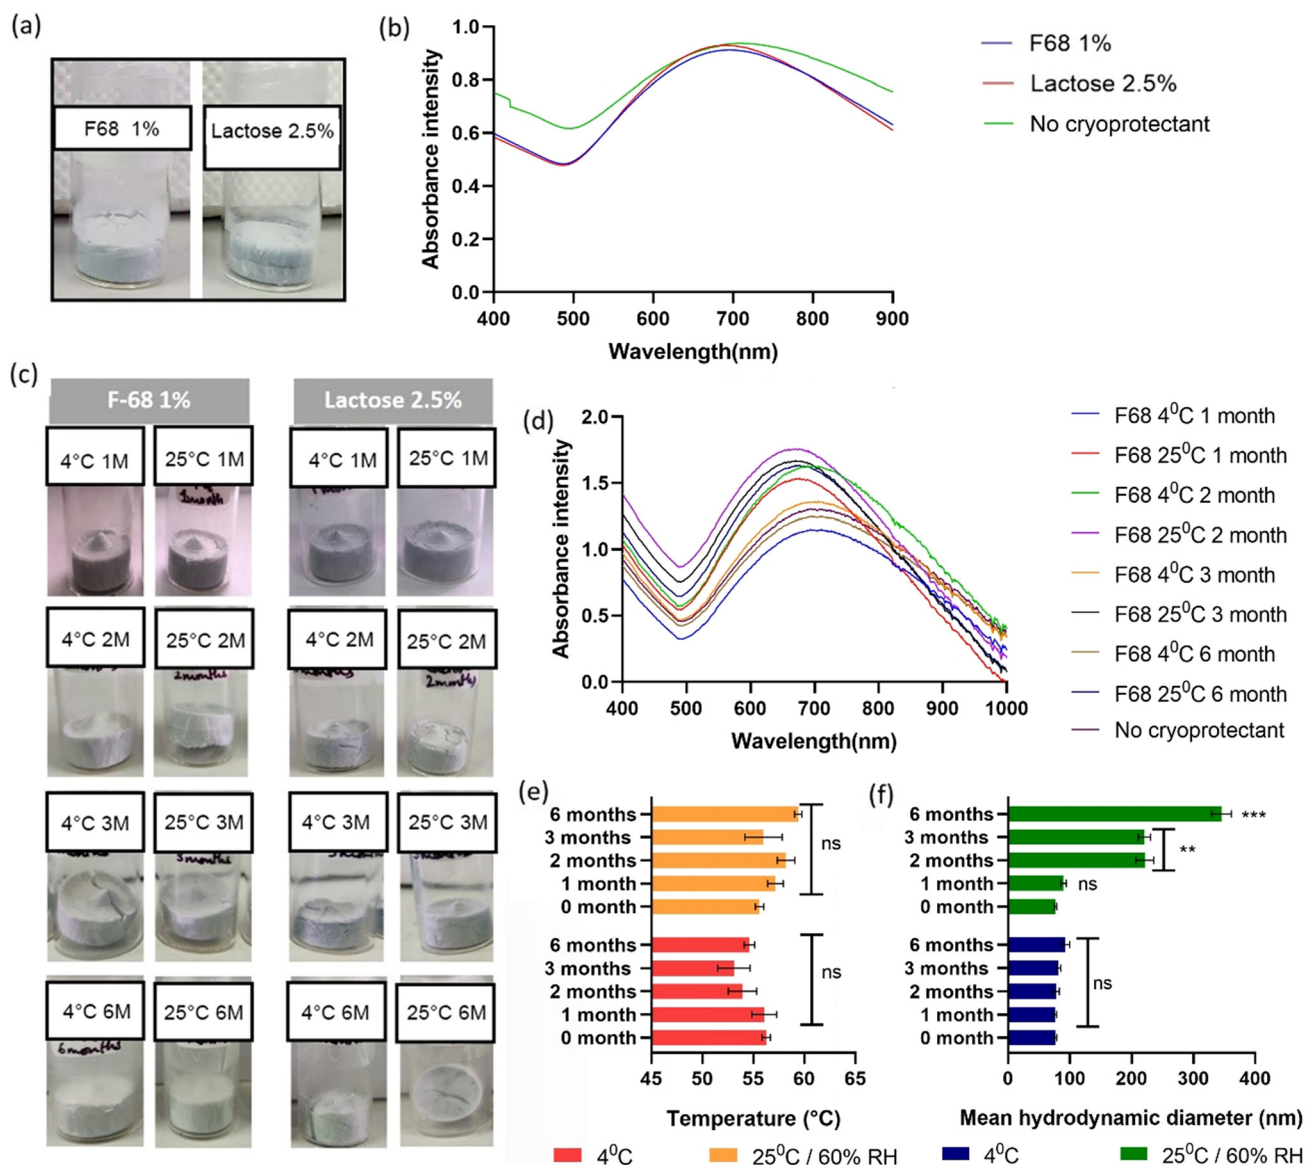 (a)
F68 1%
Lactose 2.5%
(b)
Absorbance intensity
1.0
0.8
0.6
0.4
0.2
0.0
400 500 600 700 800 900
Wavelength(nm)
F68 1%
Lactose 2.5%
No cryoprotectant
(c)
F-68 1%
Lactose 2.5%
4°C 1M
25°C 1M
4°C 1M
25°C 1M
1month
4°C 2M
25°C 2M
4°C 2M
25°C 2M
2months
4°C 3M
25°C 3M
4°C 3M
25°C 3M
3months
4°C 6M
25°C 6M
4°C 6M
25°C 6M
6months
(d)
Absorbance intensity
2.0
1.5
1.0
0.5
0.0
400 500 600 700 800 900 1000
Wavelength(nm)
F68 4⁰C 1 month
F68 25⁰C 1 month
F68 4⁰C 2 month
F68 25⁰C 2 month
F68 4⁰C 3 month
F68 25⁰C 3 month
F68 4⁰C 6 month
F68 25⁰C 6 month
No cryoprotectant
(e)
6 months
3 months
2 months
1 month
0 month
ns
6 months
3 months
2 months
1 month
0 month
ns
45 50 55 60 65
Temperature (°C)
4⁰C
25⁰C / 60% RH
(f)
6 months
3 months
2 months
1 month
0 month
***
**
ns
6 months
3 months
2 months
1 month
0 month
ns
0 100 200 300 400
Mean hydrodynamic diameter (nm)
4⁰C
25⁰C / 60% RH